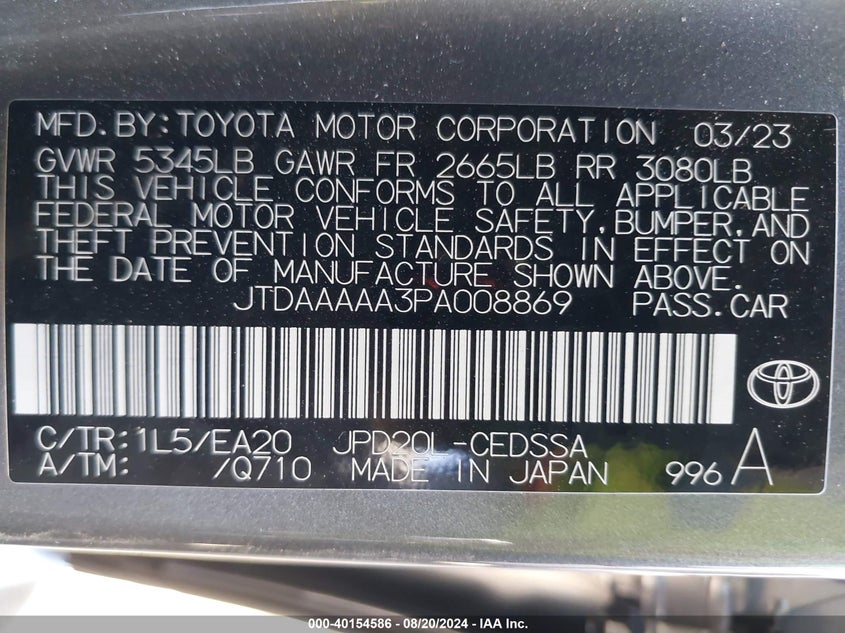 MFD.BY:TOYOTA MOTOR CORPORATION 03/23
GVWR 5345LB GAWR FR 2665LB RR 3080LB
THIS VEHICLE CONFORMS TO ALL APPLICABLE
FEDERAL MOTOR VEHICLE SAFETY,BUMPER,AND
THEFT PREVENTION STANDARDS IN EFFECT ON
THE DATE OF MANUFACTURE SHOWN ABOVE.
JTDAAAAA3PA008869 PASS.CAR
C/TR:1L5/EA20 JPD20L-CEDSSA
A/TM: /Q710 MADE IN JAPAN 996 A
000-40154586 - 08/20/2024 - IAA Inc.